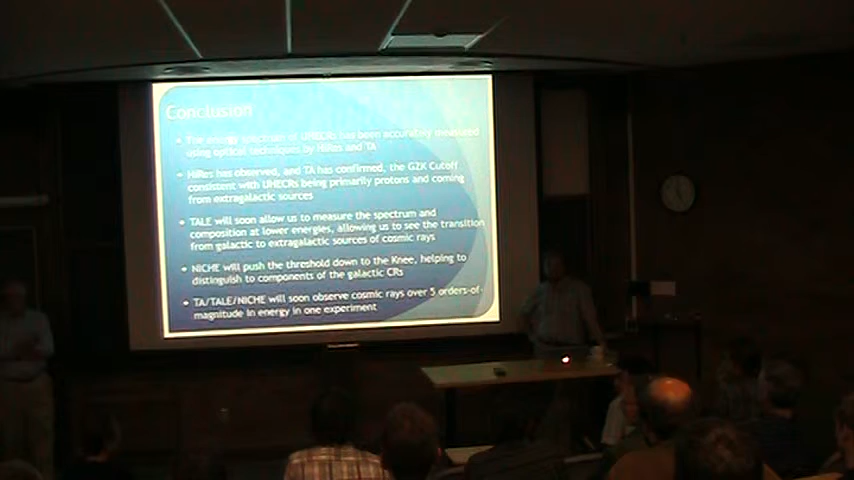 Conclusion
The energy spectrum of UHECRs has been accurately measured
using optical techniques by HiRes and TA
HiRes has observed, and TA has confirmed, the GZK Cutoff
consistent with UHECRs being primarily protons and coming
from extragalactic sources
TALE will soon allow us to measure the spectrum and
composition at lower energies, allowing us to see the transition
from galactic to extragalactic sources of cosmic rays
NICHE will push the threshold down to the Knee, helping to
distinguish to components of the galactic CRs
TA/TALE/NICHE will soon observe cosmic rays over 5 orders-of-
magnitude in energy in one experiment